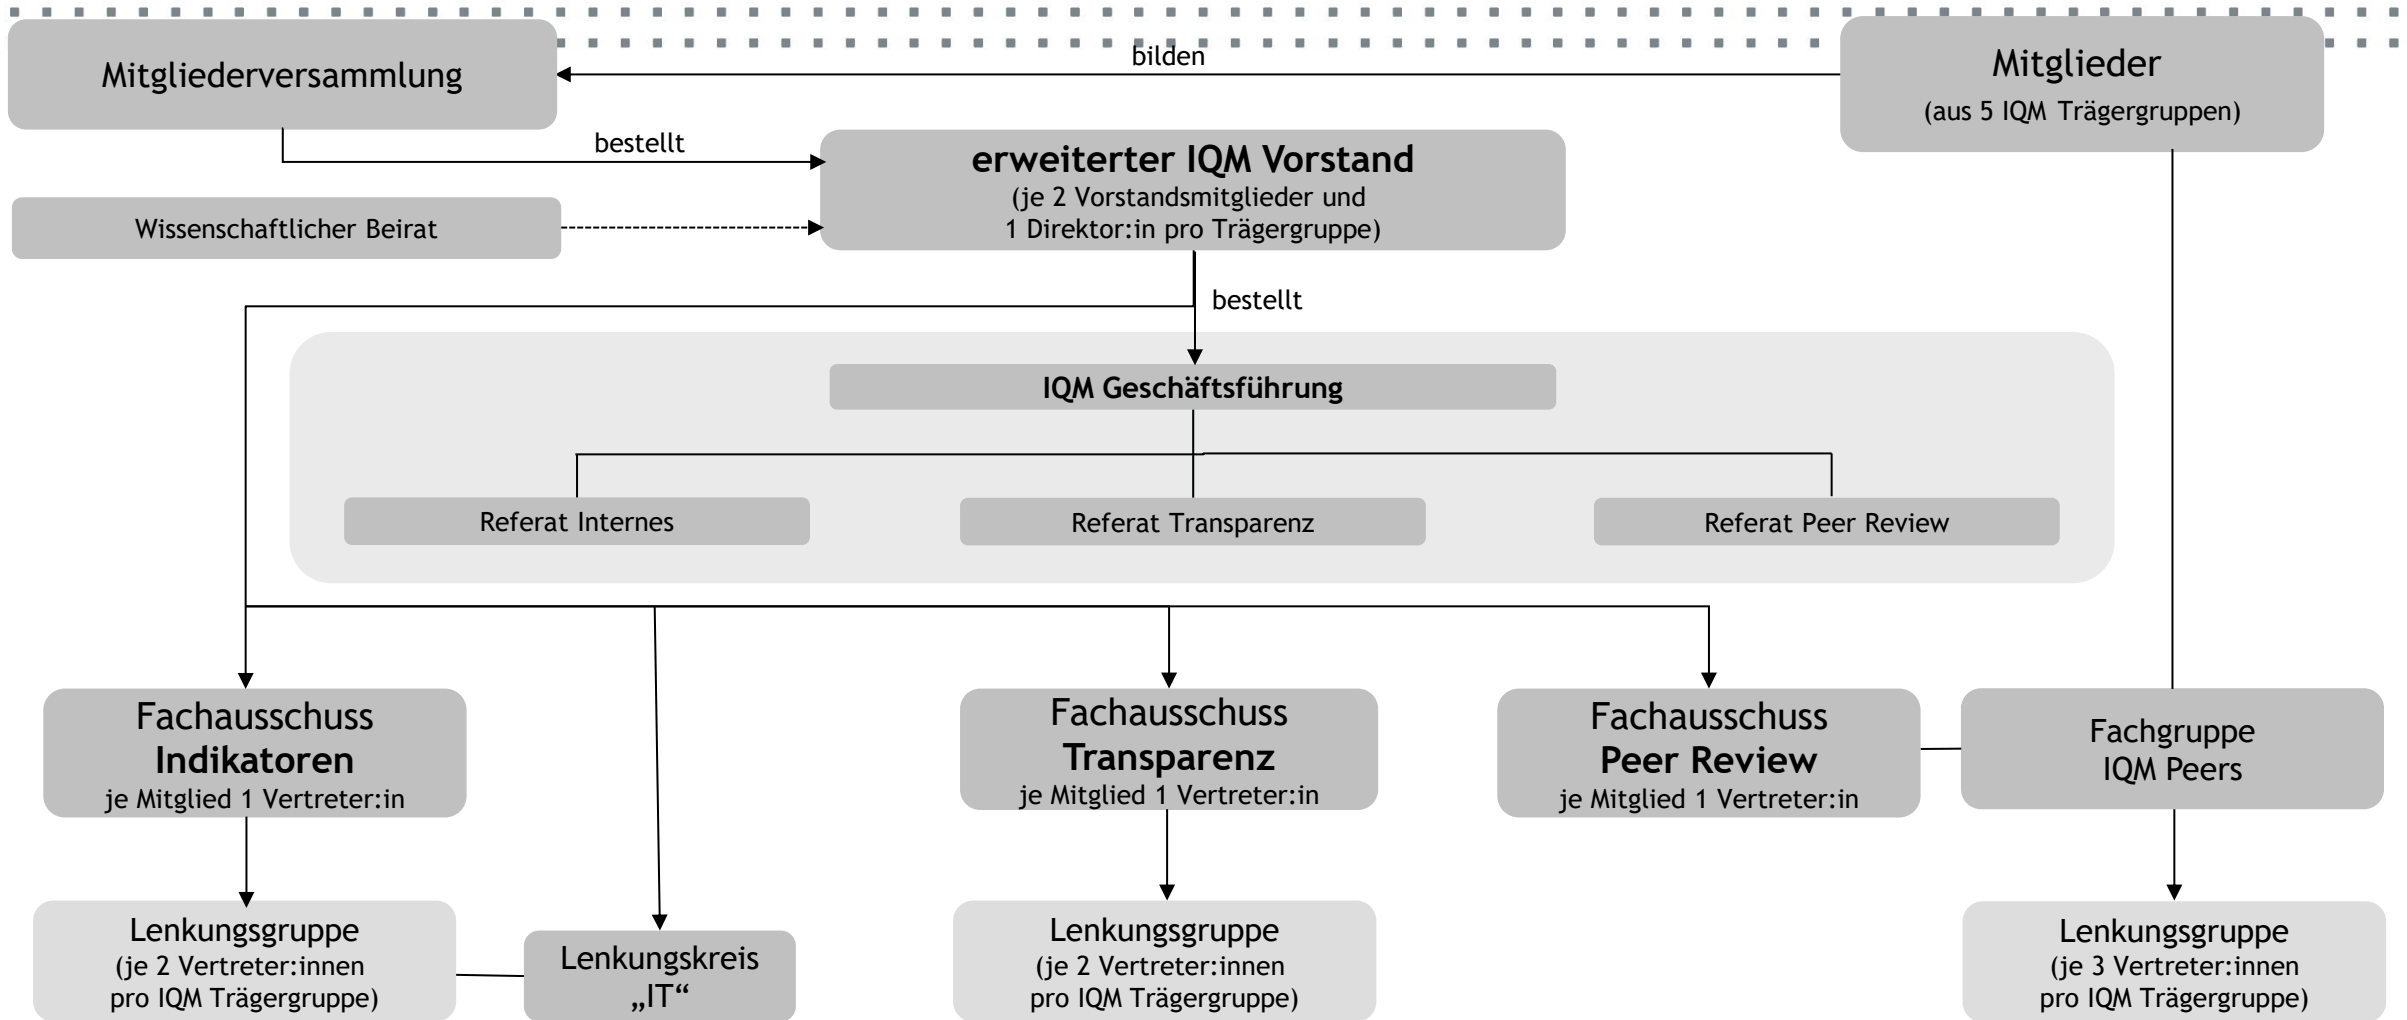 bilden
Mitgliederversammlung
Mitglieder
(aus 5 IQM Trägergruppen)
bestellt
erweiterter IQM Vorstand
(je 2 Vorstandsmitglieder und
1 Direktor:in pro Trägergruppe)
Wissenschaftlicher Beirat
bestellt
IQM Geschäftsführung
Referat Internes
Referat Transparenz
Referat Peer Review
Fachausschuss
Indikatoren
je Mitglied 1 Vertreter:in
Fachausschuss
Transparenz
je Mitglied 1 Vertreter:in
Fachausschuss
Peer Review
je Mitglied 1 Vertreter:in
Fachgruppe
IQM Peers
Lenkungsgruppe
(je 2 Vertreter:innen
pro IQM Trägergruppe)
Lenkungskreis
„IT“
Lenkungsgruppe
(je 2 Vertreter:innen
pro IQM Trägergruppe)
Lenkungsgruppe
(je 3 Vertreter:innen
pro IQM Trägergruppe)